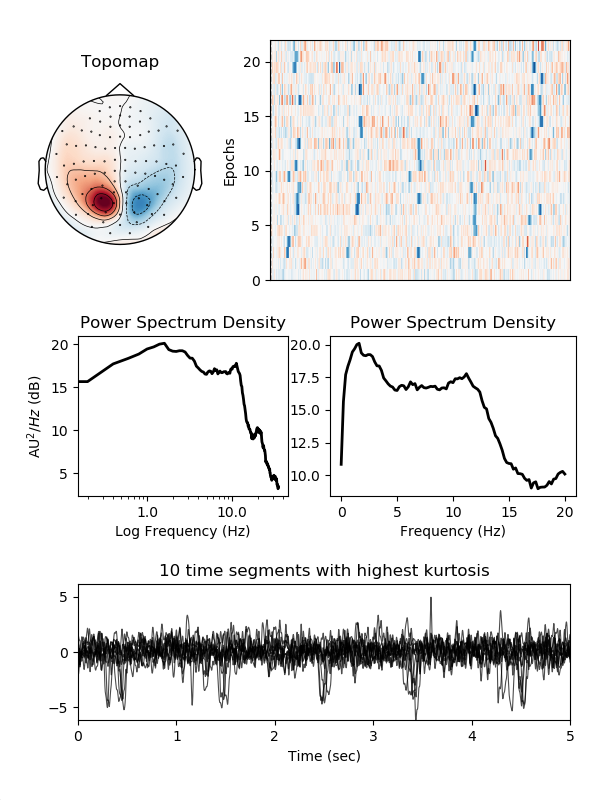 Topomap
Epochs
20
15
10
5
0
Power Spectrum Density
AU²/Hz (dB)
20
15
10
5
1.0 10.0
Log Frequency (Hz)
Power Spectrum Density
20.0
17.5
15.0
12.5
10.0
0 5 10 15 20
Frequency (Hz)
10 time segments with highest kurtosis
5
0
−5
0 1 2 3 4 5
Time (sec)